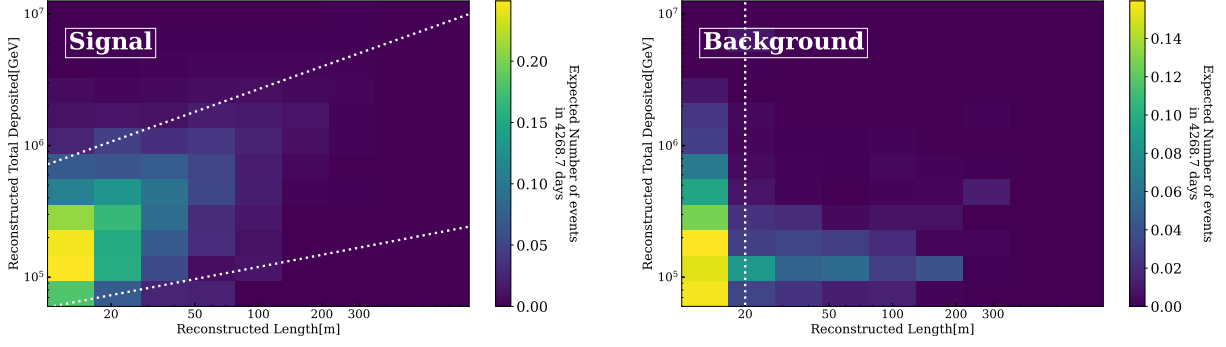 Signal
Reconstructed Total Deposited[GeV]
10⁷
10⁶
10⁵
20
100
200
300
Reconstructed Length[m]
0.20
0.15
0.10
0.05
0.00
Expected Number of events
in 4268.7 days
Background
Reconstructed Total Deposited[GeV]
10⁷
10⁶
10⁵
20
100
200
300
Reconstructed Length[m]
0.14
0.12
0.10
0.08
0.06
0.04
0.02
0.00
Expected Number of events
in 4268.7 days